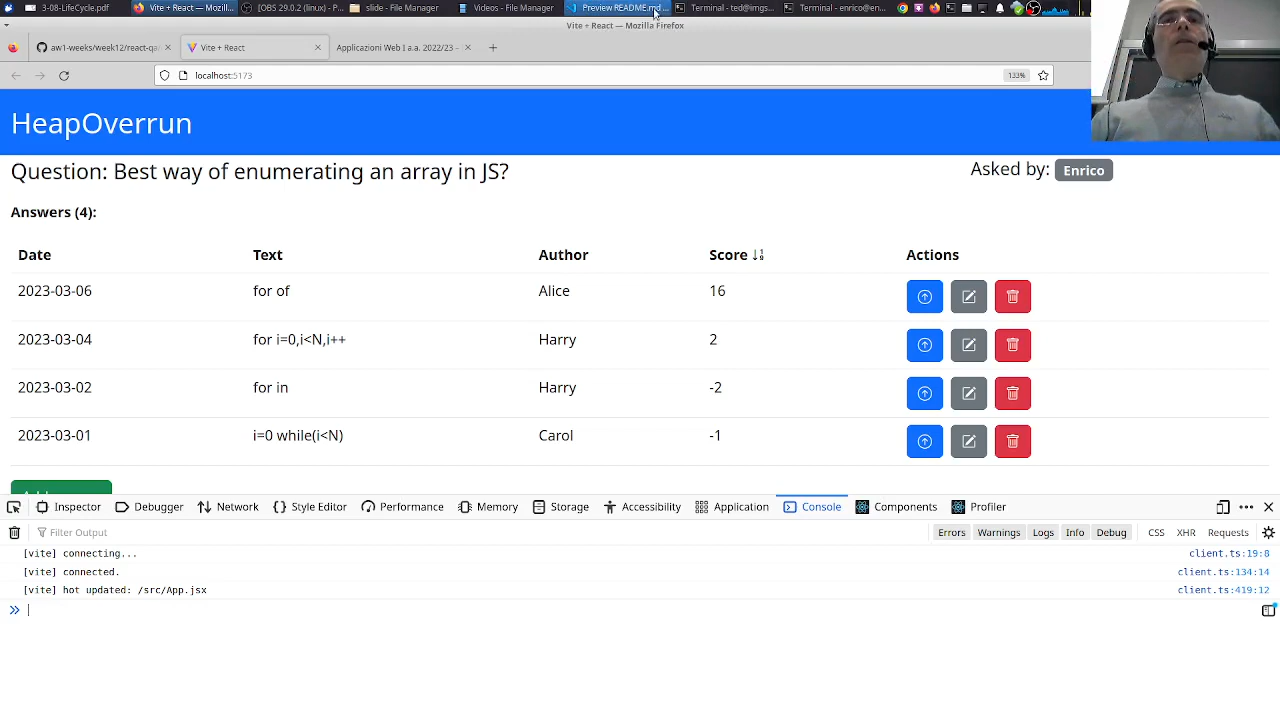 3-08-LifeCycle.pdf
Vite + React — Mozill...
[OBS 29.0.2 (linux) - P...
slide - File Manager
Videos - File Manager
Preview README.md ...
Terminal - ted@imgs...
Terminal - enrico@en...
Vite + React — Mozilla Firefox
aw1-weeks/week12/react-qa
Vite + React
Applicazioni Web I a.a. 2022/23 -
localhost:5173
133%
HeapOverrun
Question: Best way of enumerating an array in JS?
Asked by: Enrico
Answers (4):
Date Text Author Score Actions
2023-03-06 for of Alice 16
2023-03-04 for i=0,i<N,i++ Harry 2
2023-03-02 for in Harry -2
2023-03-01 i=0 while(i<N) Carol -1
Inspector Debugger Network Style Editor Performance Memory Storage Accessibility Application Console Components Profiler
Filter Output
Errors Warnings Logs Info Debug CSS XHR Requests
[vite] connecting... client.ts:19:8
[vite] connected. client.ts:134:14
[vite] hot updated: /src/App.jsx client.ts:419:12